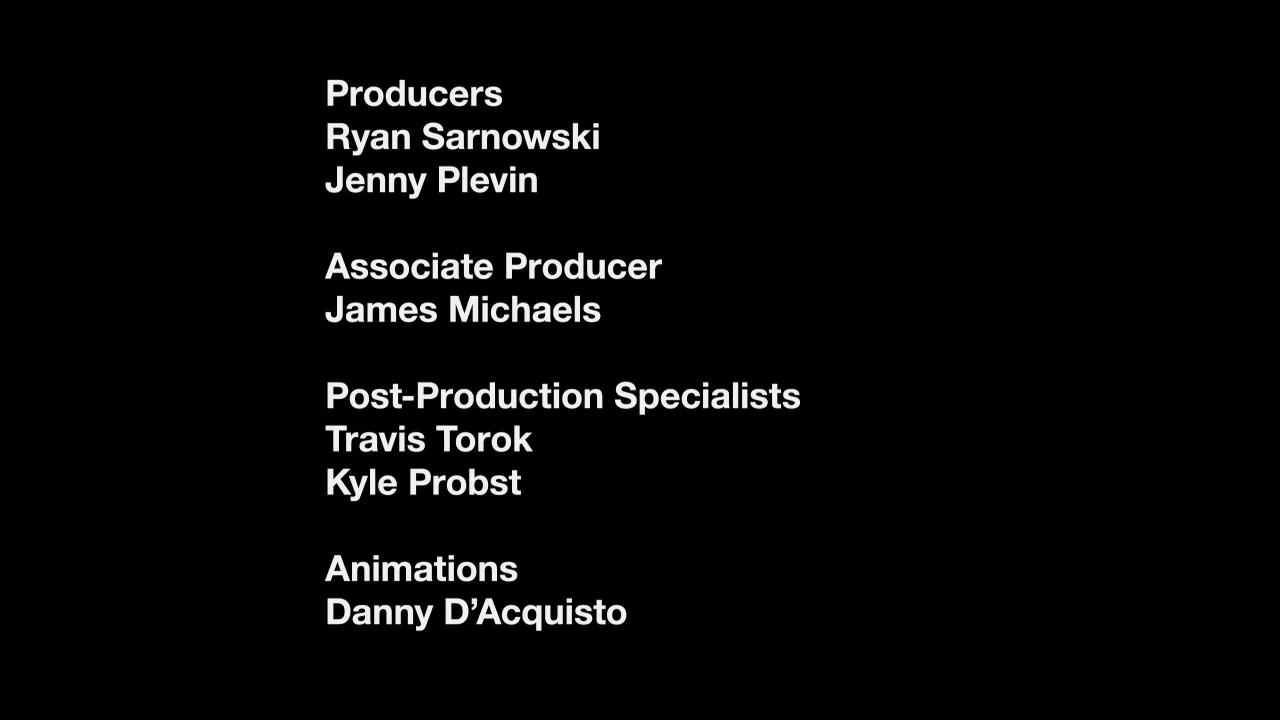 Producers
Ryan Sarnowski
Jenny Plevin
Associate Producer
James Michaels
Post-Production Specialists
Travis Torok
Kyle Probst
Animations
Danny D’Acquisto